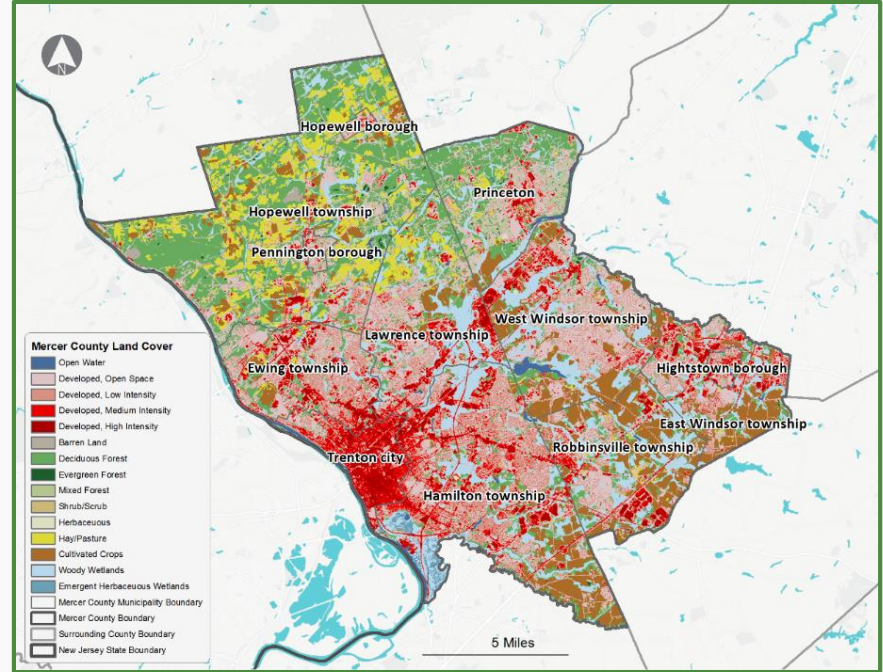 N
Hopewell borough
Princeton
Hopewell township
Pennington borough
West Windsor township
Lawrence township
Ewing township
Hightstown borough
East Windsor township
Robbinsville township
Trenton city
Hamilton township
Mercer County Land Cover
Open Water
Developed, Open Space
Developed, Low Intensity
Developed, Medium Intensity
Developed, High Intensity
Barren Land
Deciduous Forest
Evergreen Forest
Mixed Forest
Shrub/Scrub
Herbaceuous
Hay/Pasture
Cultivated Crops
Woody Wetlands
Emergent Herbaceuous Wetlands
Mercer County Municipality Boundary
Mercer County Boundary
Surrounding County Boundary
New Jersey State Boundary
5 Miles